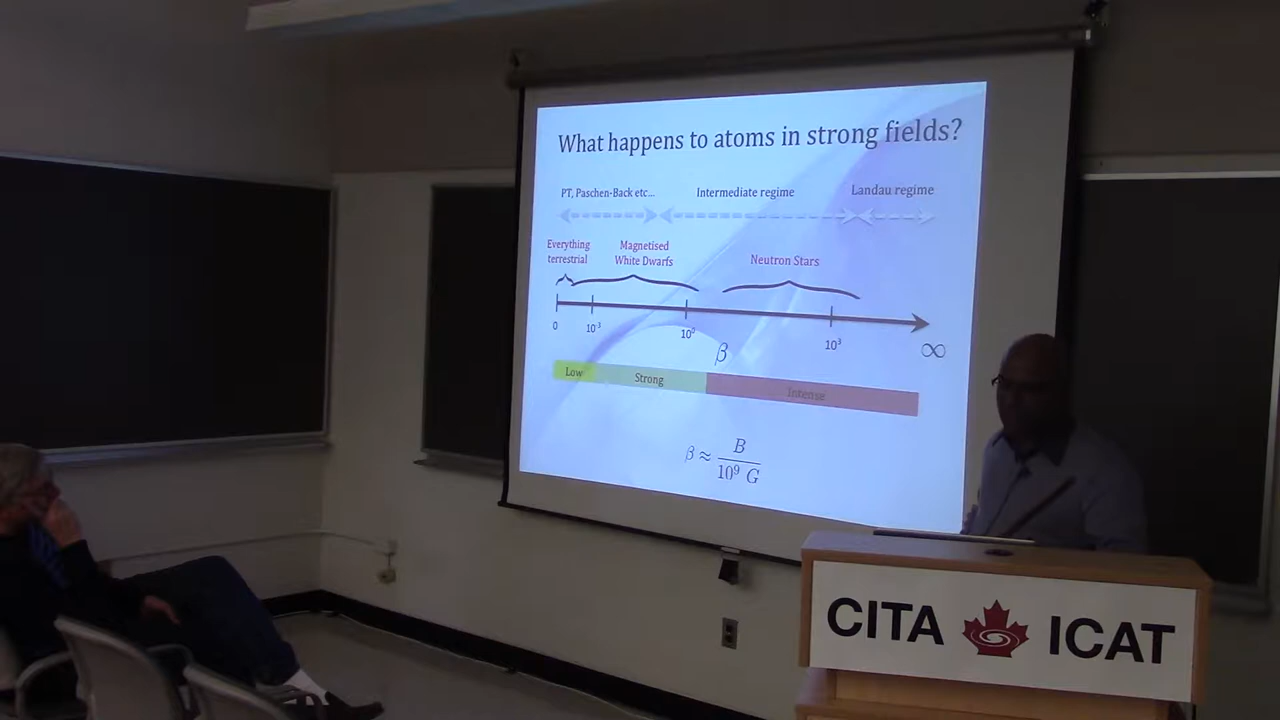 What happens to atoms in strong fields?
PT, Paschen-Back etc...
Intermediate regime
Landau regime
Everything
terrestrial
Magnetised
White Dwarfs
Neutron Stars
0
10⁻³
10⁰
10³
∞
β
Low
Strong
Intense
β ≈ B / 10⁹ G
CITA ICAT